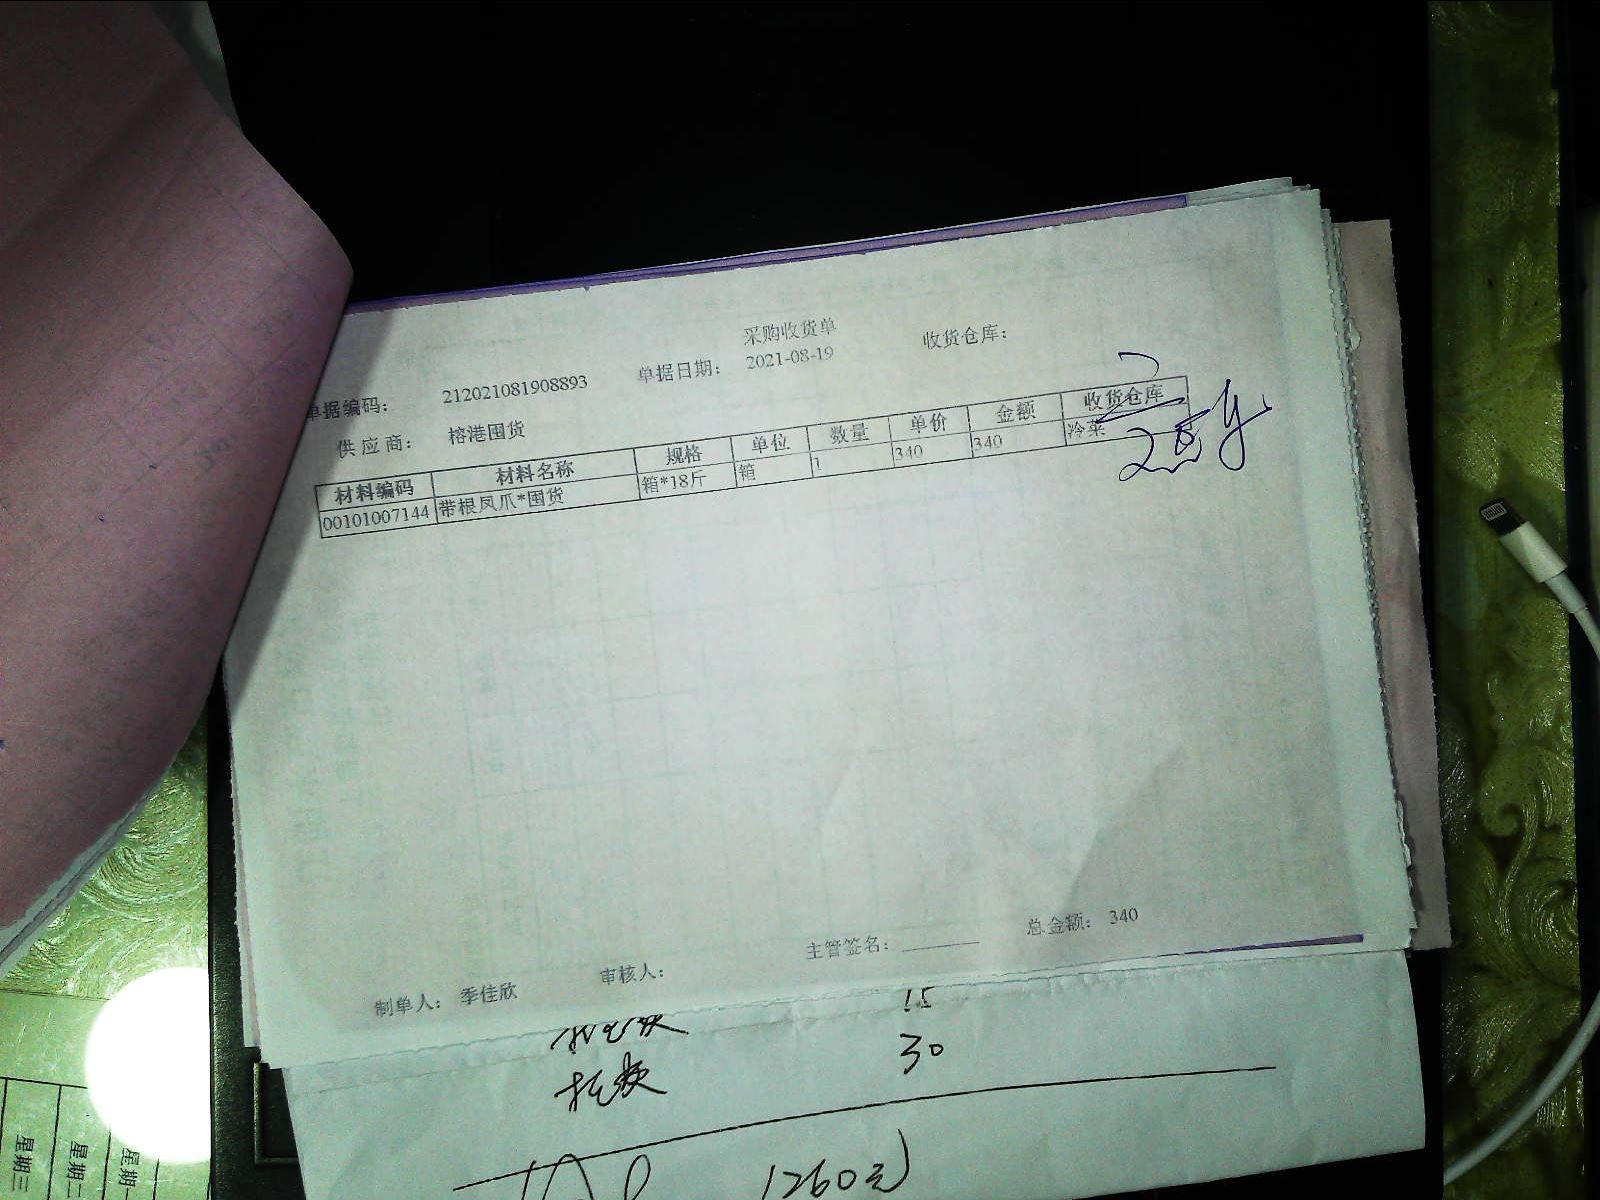 采购收货单
单据编码: 212021081908893 单据日期: 2021-08-19 收货仓库:
供应商: 榕港囤货
材料编码 材料名称 规格 单位 数量 单价 金额 收货仓库
00101007144 带根凤爪*囤货 箱*18斤 箱 1 340 340 冷菜
总金额: 340
主管签名:
审核人:
制单人: 季佳欣
15
30
1260元
星期一
星期二
星期三